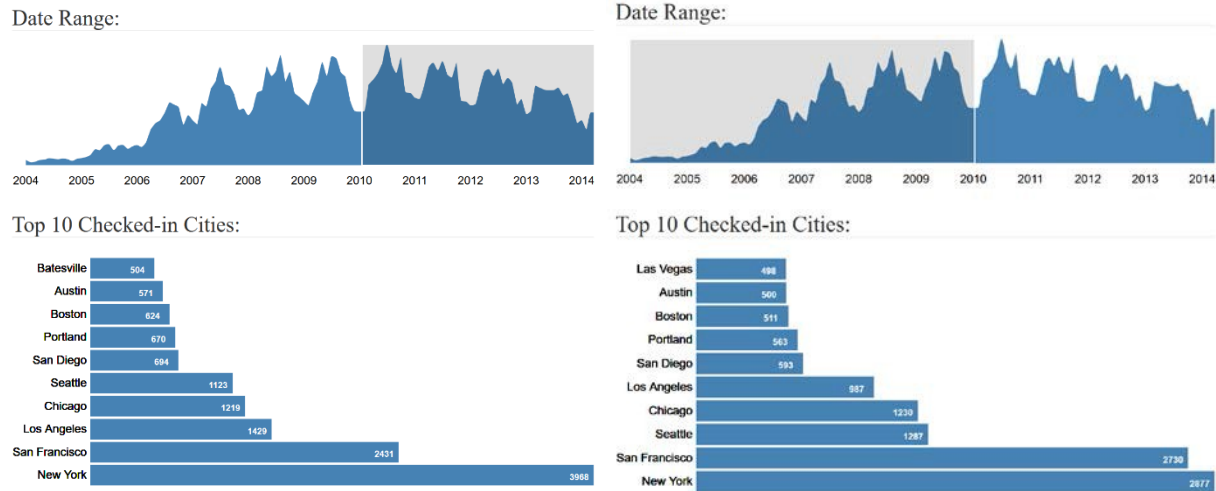 Date Range:
2004 2005 2006 2007 2008 2009 2010 2011 2012 2013 2014
Top 10 Checked-in Cities:
Batesville 504
Austin 571
Boston 624
Portland 670
San Diego 694
Seattle 1123
Chicago 1219
Los Angeles 1429
San Francisco 2431
New York 3968
Date Range:
2004 2005 2006 2007 2008 2009 2010 2011 2012 2013 2014
Top 10 Checked-in Cities:
Las Vegas 498
Austin 500
Boston 511
Portland 563
San Diego 593
Los Angeles 987
Chicago 1230
Seattle 1287
San Francisco 2730
New York 2877